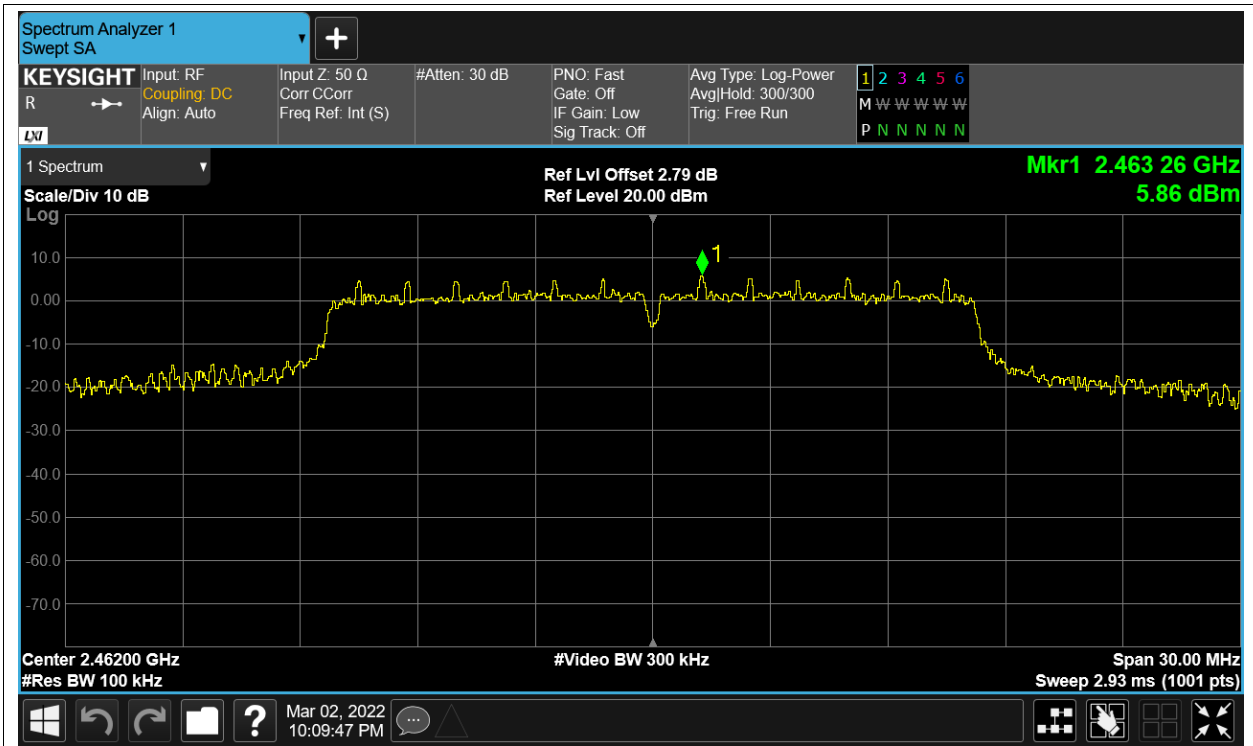 Spectrum Analyzer 1
Swept SA
KEYSIGHT
R
LXI
Input: RF
Coupling: DC
Align: Auto
Input Z: 50 Ω
Corr CCorr
Freq Ref: Int (S)
#Atten: 30 dB
PNO: Fast
Gate: Off
IF Gain: Low
Sig Track: Off
Avg Type: Log-Power
Avg|Hold: 300/300
Trig: Free Run
1 2 3 4 5 6
M W W W W W W
P N N N N N N
1 Spectrum
Scale/Div 10 dB
Ref Lvl Offset 2.79 dB
Ref Level 20.00 dBm
Mkr1 2.463 26 GHz
5.86 dBm
Log
1
10.0
0.00
-10.0
-20.0
-30.0
-40.0
-50.0
-60.0
-70.0
Center 2.46200 GHz
#Video BW 300 kHz
Span 30.00 MHz
#Res BW 100 kHz
Sweep 2.93 ms (1001 pts)
?
Mar 02, 2022
10:09:47 PM